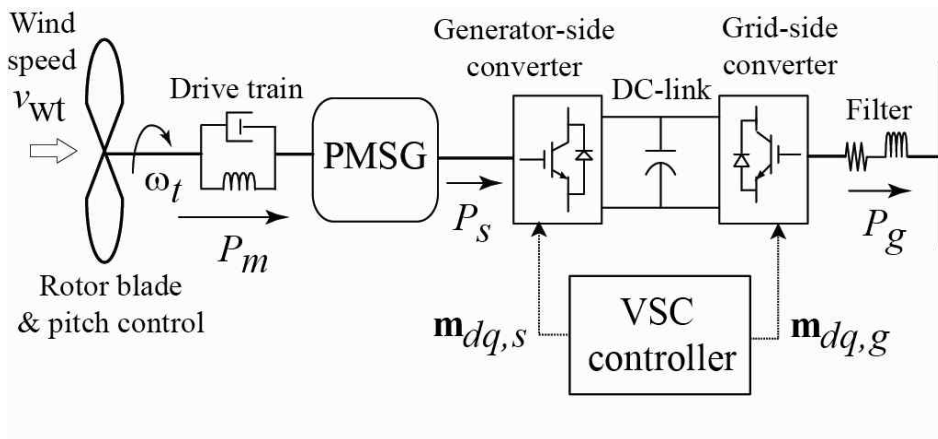 Wind
speed
v_wt
Rotor blade
& pitch control
ω_t
Drive train
P_m
PMSG
P_s
Generator-side
converter
DC-link
Grid-side
converter
Filter
P_g
m_dq,s
VSC
controller
m_dq,g